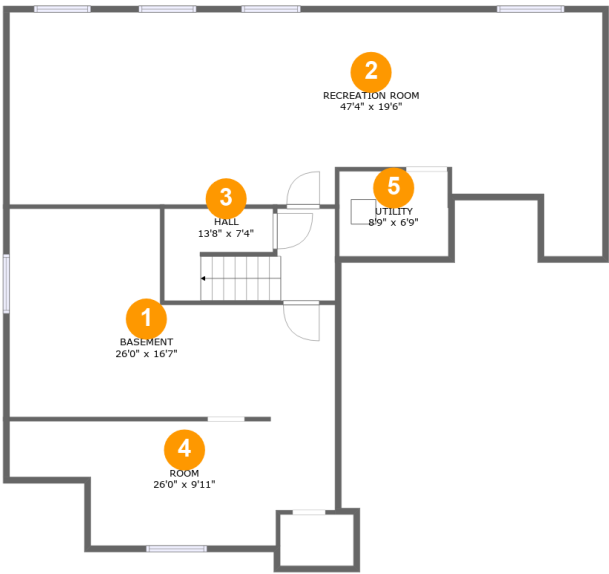 2
RECREATION ROOM
47'4" x 19'6"
5
UTILITY
8'9" x 6'9"
3
HALL
13'8" x 7'4"
1
BASEMENT
26'0" x 16'7"
4
ROOM
26'0" x 9'11"